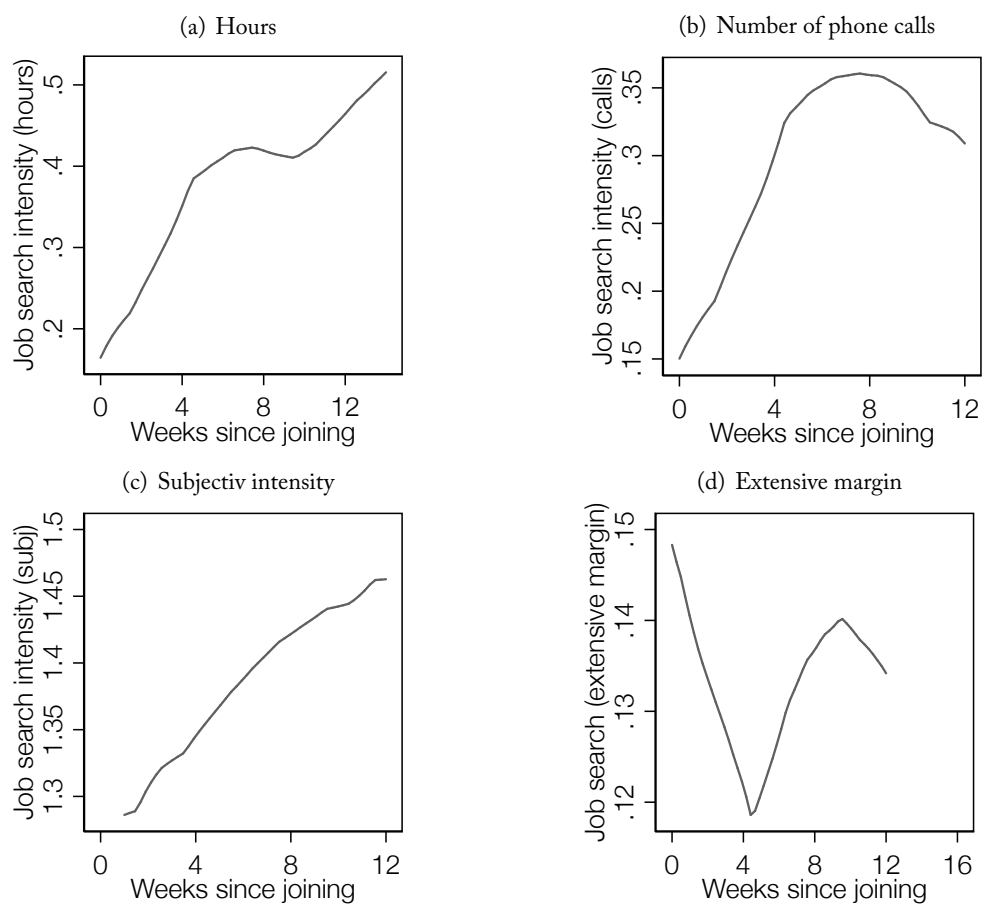 (a) Hours
Job search intensity (hours)
.5
.4
.3
.2
0 4 8 12
Weeks since joining
(b) Number of phone calls
Job search intensity (calls)
.35
.3
.25
.2
.15
0 4 8 12
Weeks since joining
(c) Subjectiv intensity
Job search intensity (subj)
1.5
1.45
1.4
1.35
1.3
0 4 8 12
Weeks since joining
(d) Extensive margin
Job search (extensive margin)
.15
.14
.13
.12
0 4 8 12 16
Weeks since joining